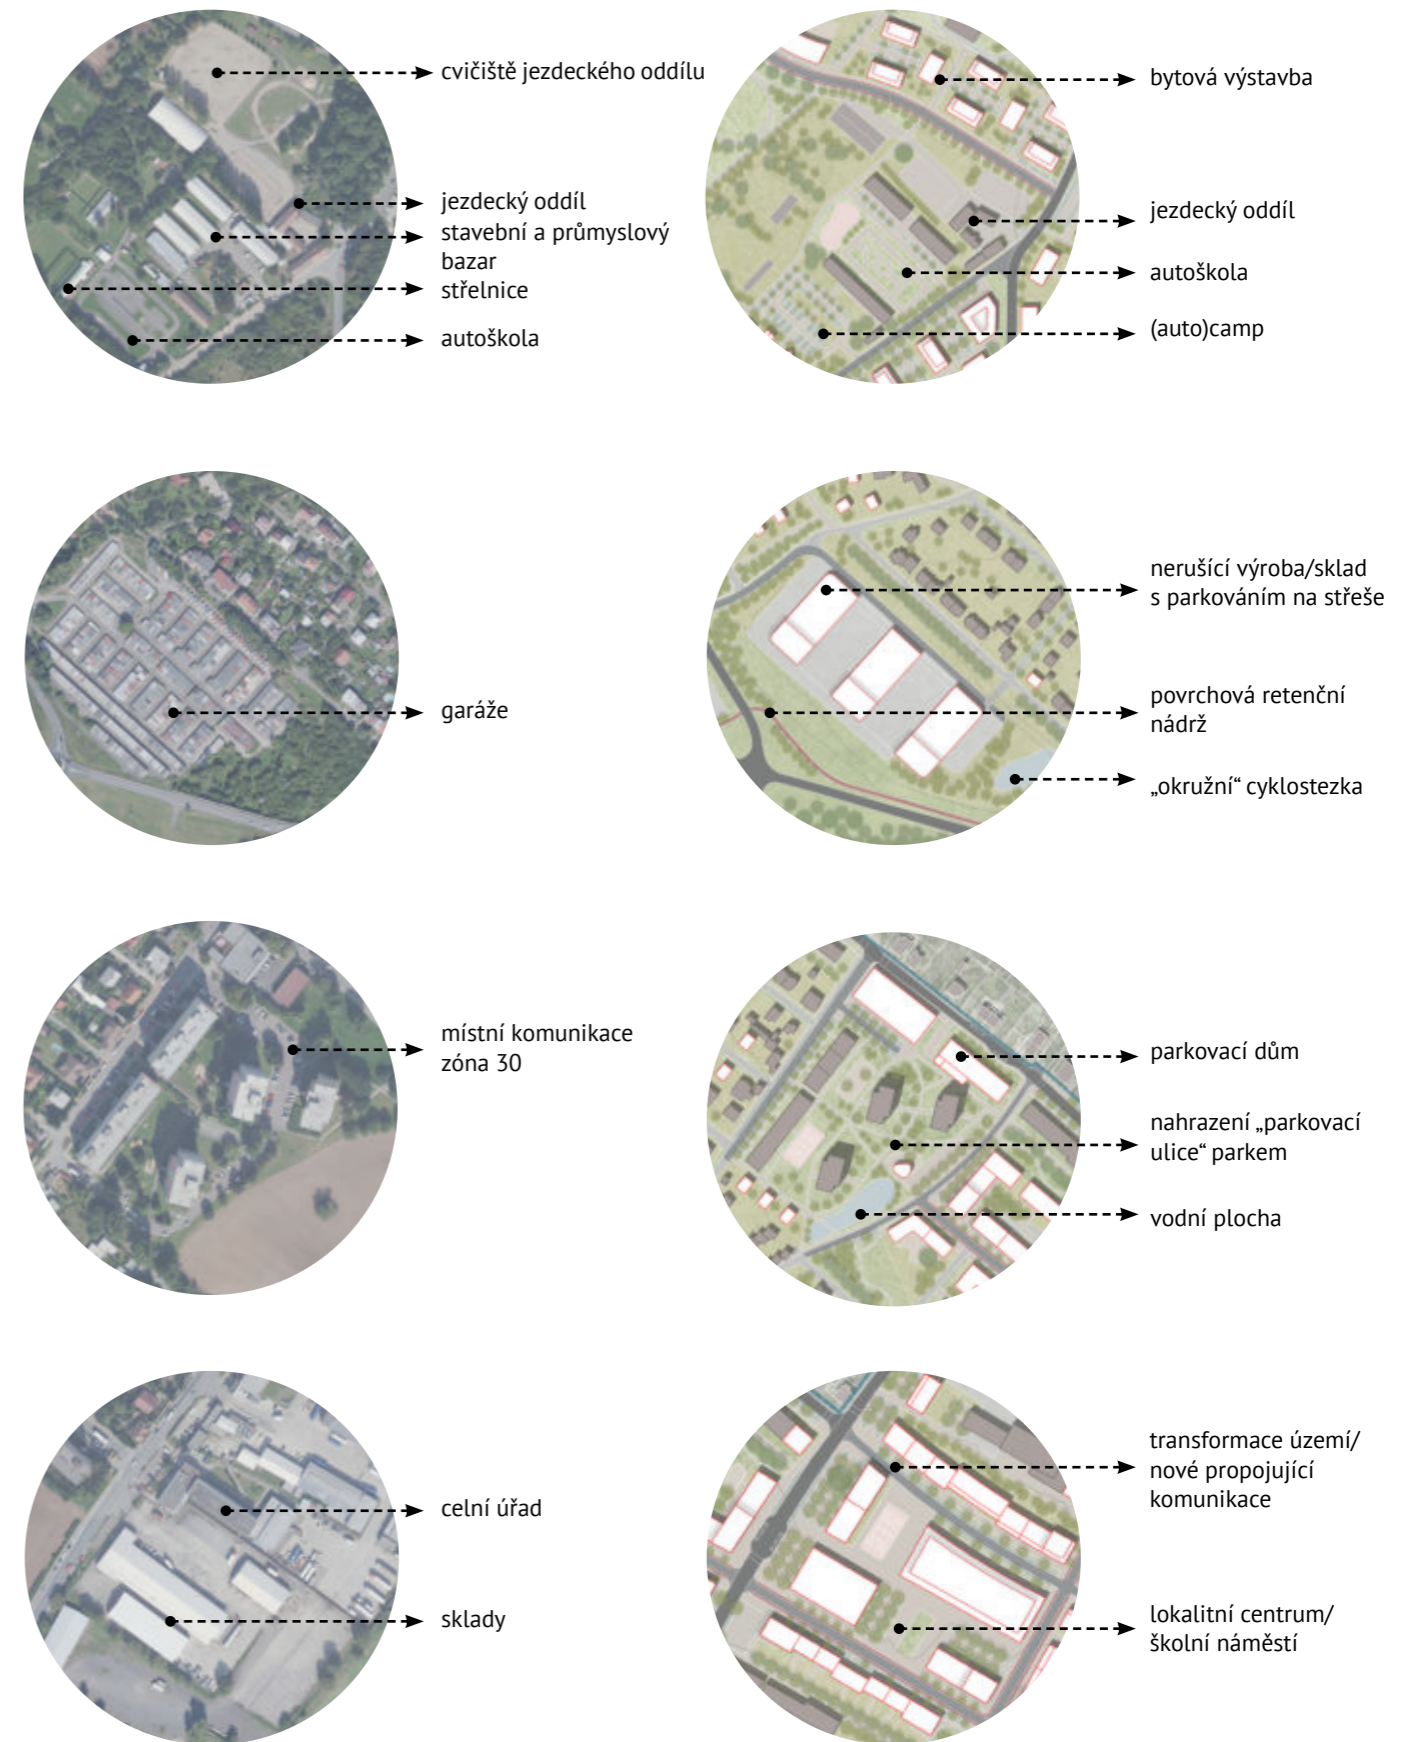 cvičiště jezdeckého oddílu
jezdecký oddíl
stavební a průmyslový
bazar
střelnice
autoškola
bytová výstavba
jezdecký oddíl
autoškola
(auto)camp
garáže
nerušící výroba/sklad
s parkováním na střeše
povrchová retenční
nádrž
„okružní“ cyklostezka
místní komunikace
zóna 30
parkovací dům
nahrazení „parkovací
ulice“ parkem
vodní plocha
celní úřad
sklady
transformace území/
nové propojující
komunikace
lokalitní centrum/
školní náměstí